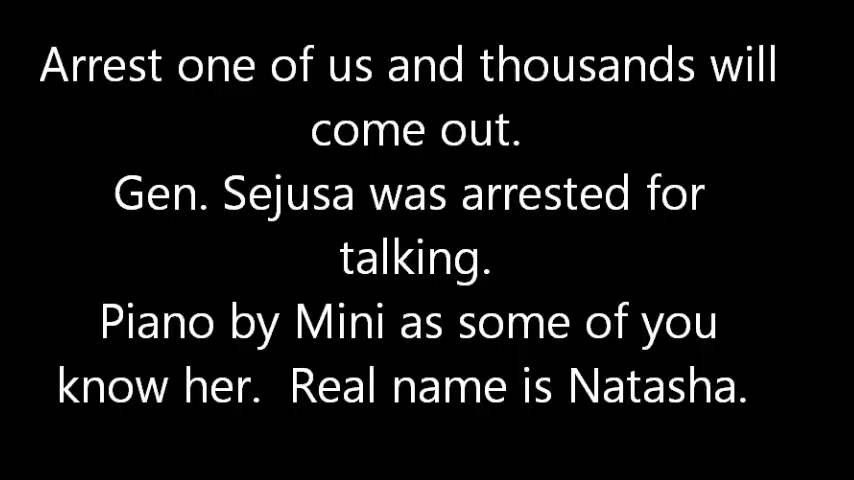 Arrest one of us and thousands will
come out.
Gen. Sejusa was arrested for
talking.
Piano by Mini as some of you
know her.  Real name is Natasha.